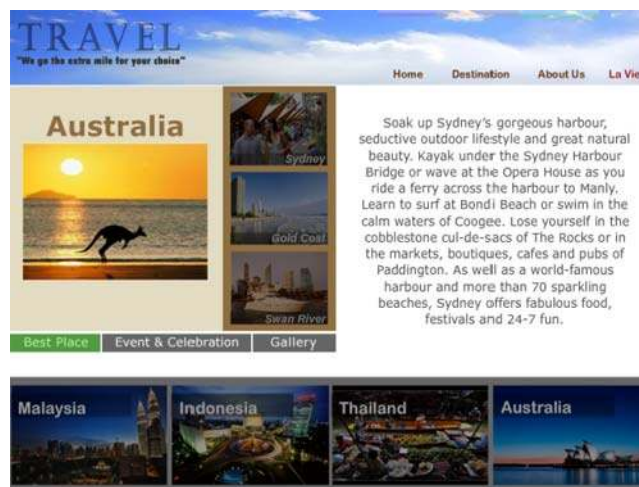 TRAVEL
"We go the extra mile for your choice"
Home Destination About Us La Vie
Australia
Sydney
Gold Cost
Swan River
Soak up Sydney's gorgeous harbour,
seductive outdoor lifestyle and great natural
beauty. Kayak under the Sydney Harbour
Bridge or wave at the Opera House as you
ride a ferry across the harbour to Manly.
Learn to surf at Bondi Beach or swim in the
calm waters of Coogee. Lose yourself in the
cobblestone cul-de-sacs of The Rocks or in
the markets, boutiques, cafes and pubs of
Paddington. As well as a world-famous
harbour and more than 70 sparkling
beaches, Sydney offers fabulous food,
festivals and 24-7 fun.
Best Place Event & Celebration Gallery
Malaysia Indonesia Thailand Australia